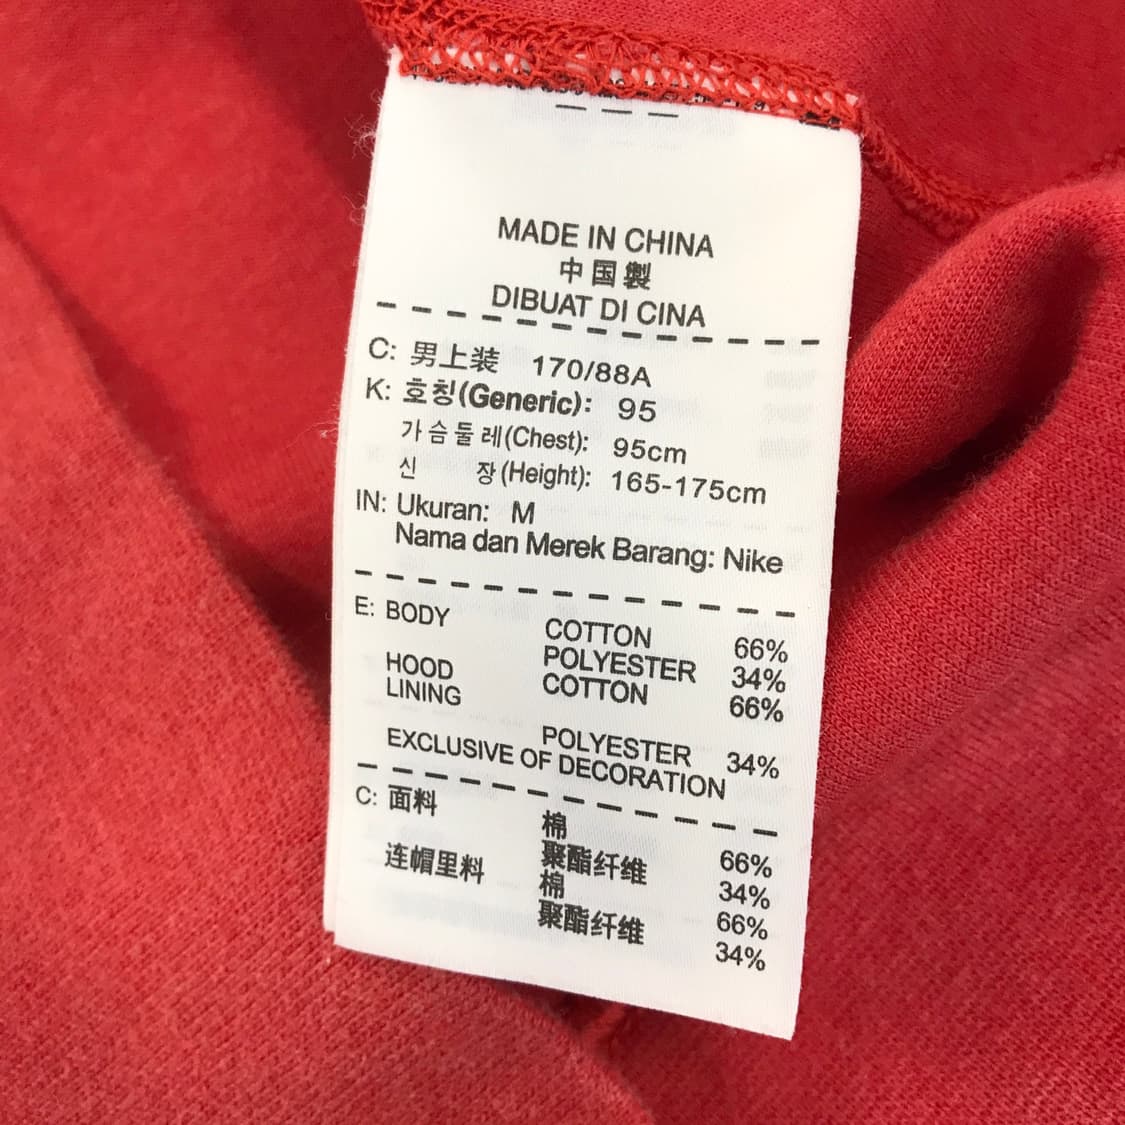 MADE IN CHINA
中国製
DIBUAT DI CINA
C: 男上装 170/88A
K: 호칭(Generic): 95
가슴둘레(Chest): 95cm
신 장(Height): 165-175cm
IN: Ukuran: M
Nama dan Merek Barang: Nike
E: BODY COTTON 66%
POLYESTER 34%
HOOD COTTON 66%
LINING
POLYESTER 34%
EXCLUSIVE OF DECORATION
C: 面料 棉 66%
聚酯纤维 34%
连帽里料 棉 66%
聚酯纤维 34%